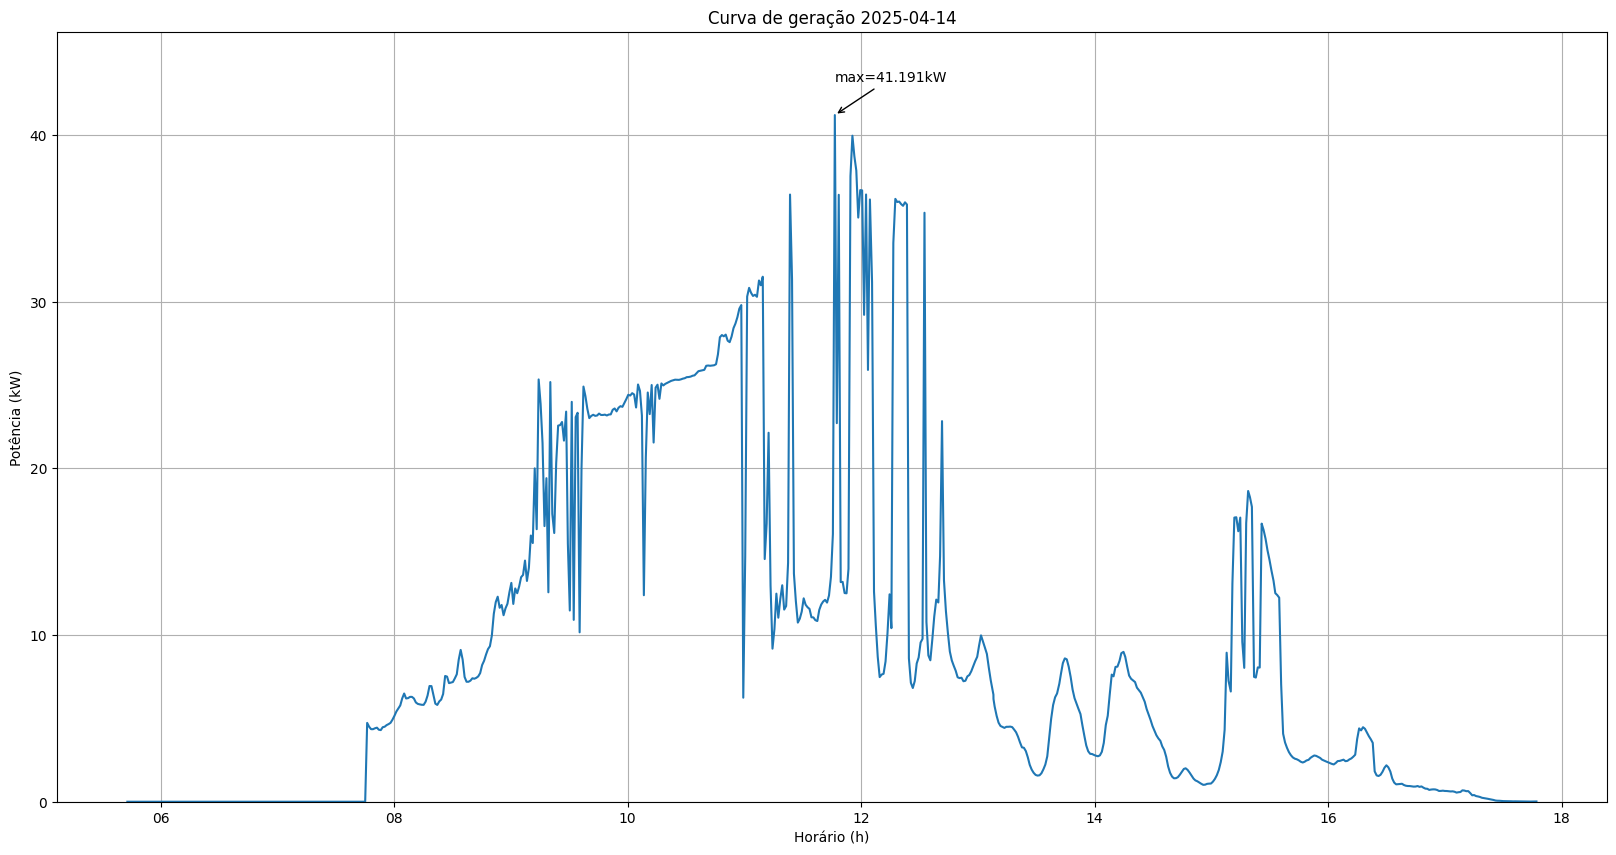 Curva de geração 2025-04-14
max=41.191kW
Potência (kW)
40
30
20
10
0
06 08 10 12 14 16 18
Horário (h)